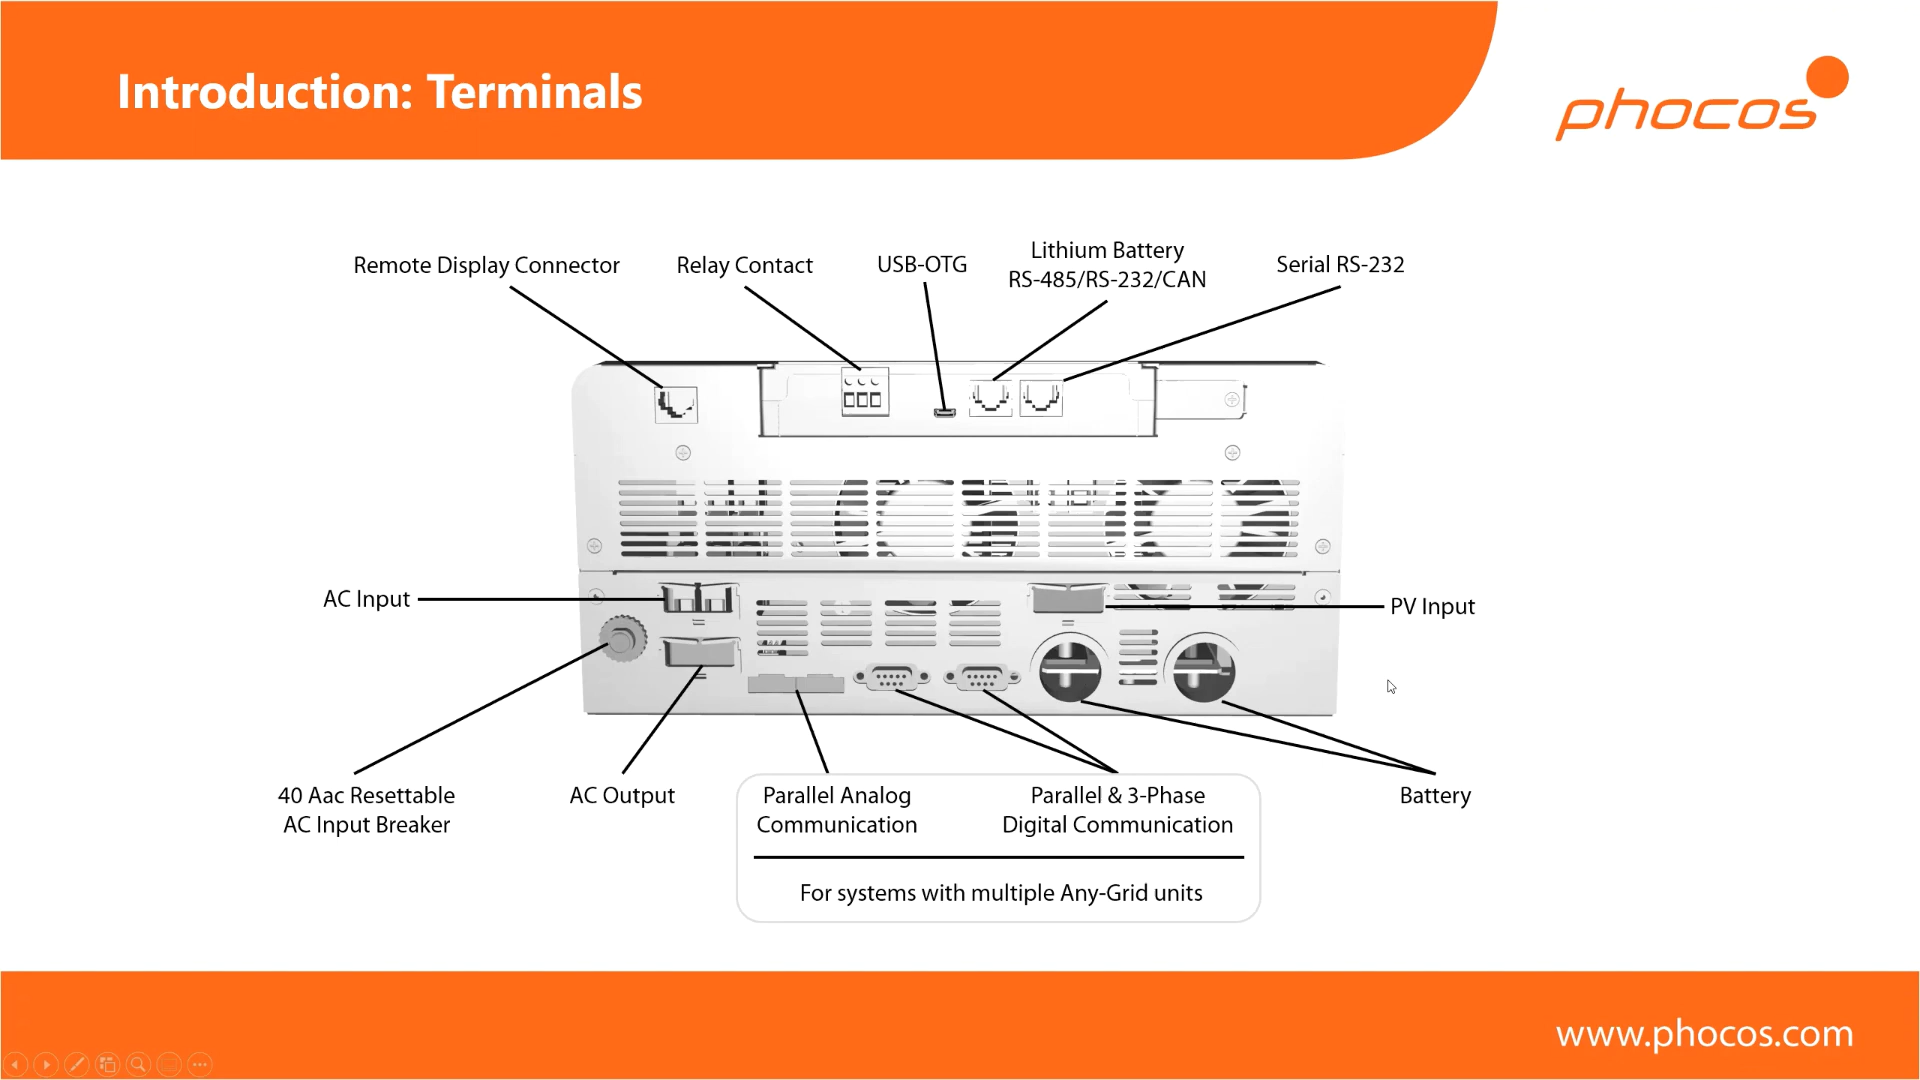 Introduction: Terminals
phocos
Remote Display Connector
Relay Contact
USB-OTG
Lithium Battery
RS-485/RS-232/CAN
Serial RS-232
AC Input
PV Input
40 Aac Resettable
AC Input Breaker
AC Output
Parallel Analog
Communication
Parallel & 3-Phase
Digital Communication
For systems with multiple Any-Grid units
Battery
www.phocos.com